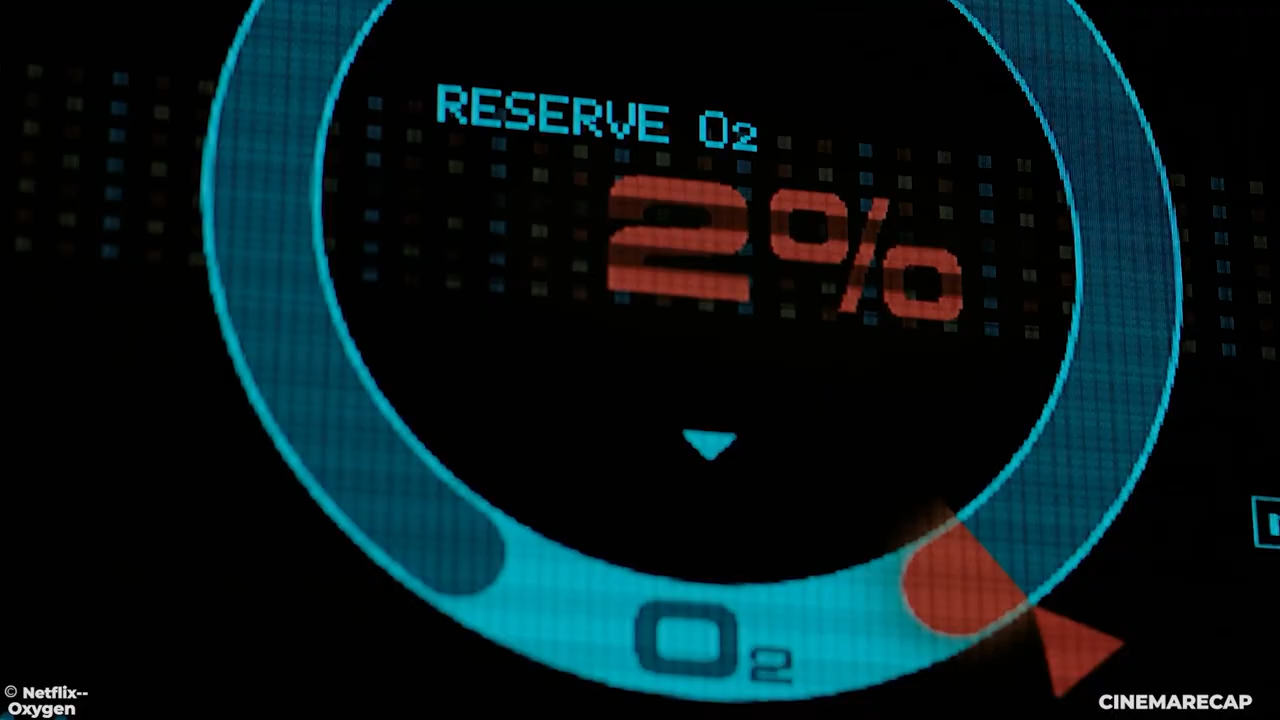 RESERVE O2
2%
O2
© Netflix--
Oxygen
CINEMARECAP